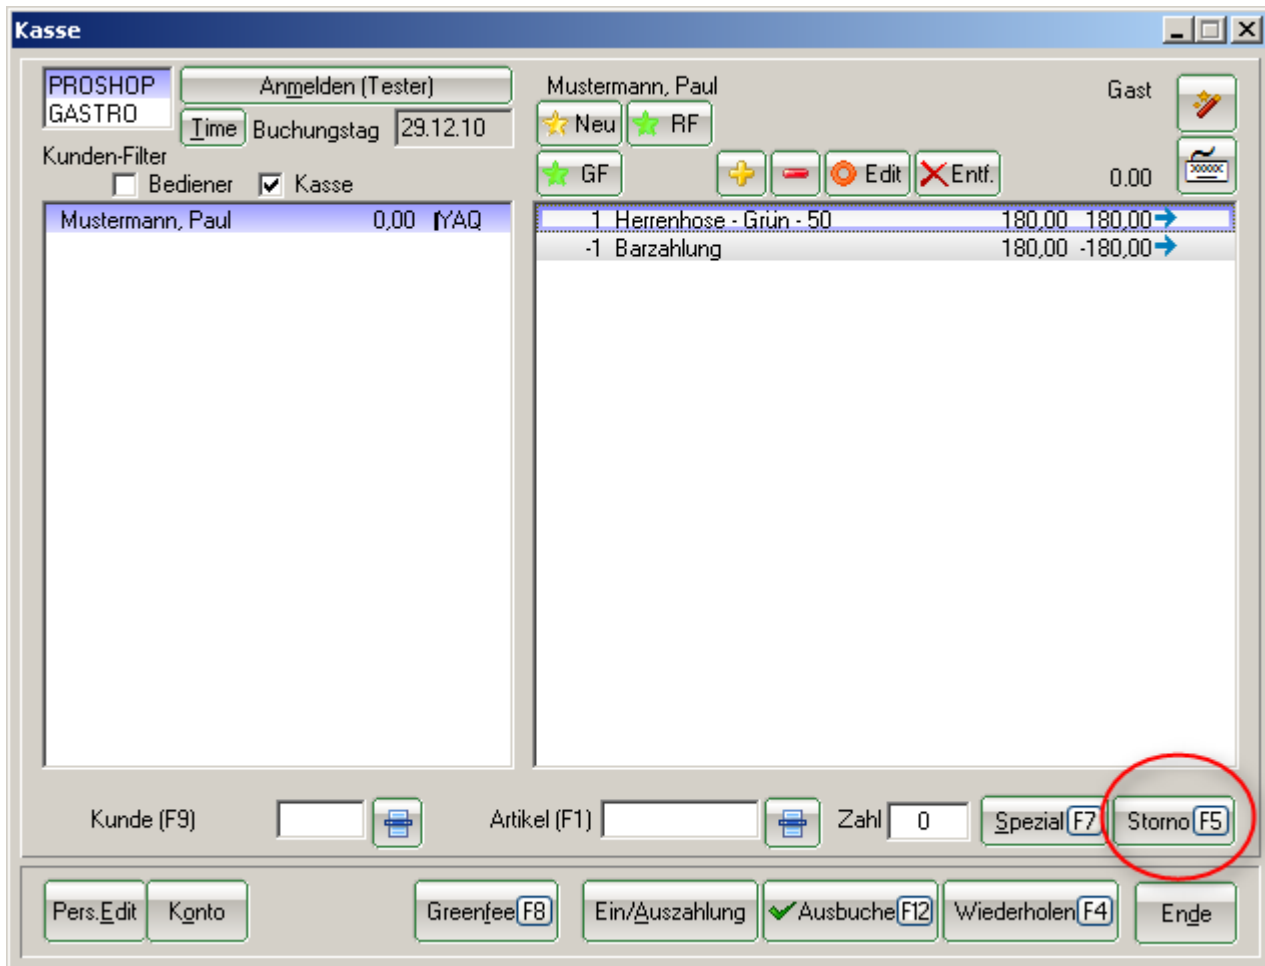 Kasse
PROSHOP
GASTRO
Anmelden (Tester)
Time Buchungstag 29.12.10
Kunden-Filter
Bediener Kasse
Mustermann, Paul 0,00 YAQ
Mustermann, Paul Gast
Neu RF
GF Edit Entf. 0.00
1 Herrenhose - Grün - 50 180,00 180,00
-1 Barzahlung 180,00 -180,00
Kunde (F9) Artikel (F1) Zahl 0 Spezial F7 Storno F5
Pers.Edit Konto Greenfee F8 Ein/Auszahlung Ausbuche F12 Wiederholen F4 Ende